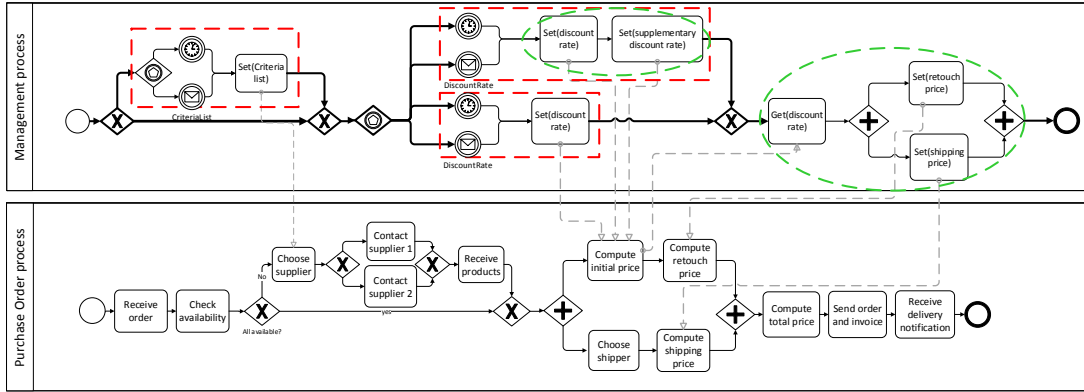 Management process
Set(Criteria
list)
CriteriaList
DiscountRate
Set(discount
rate)
Set(supplementary
discount rate)
DiscountRate
Set(discount
rate)
Get(discount
rate)
Set(retouch
price)
Set(shipping
price)
Purchase Order process
Receive
order
Check
availability
All available?
No
yes
Choose
supplier
Contact
supplier 1
Contact
supplier 2
Receive
products
Compute
initial price
Compute
retouch
price
Choose
shipper
Compute
shipping
price
Compute
total price
Send order
and invoice
Receive
delivery
notification